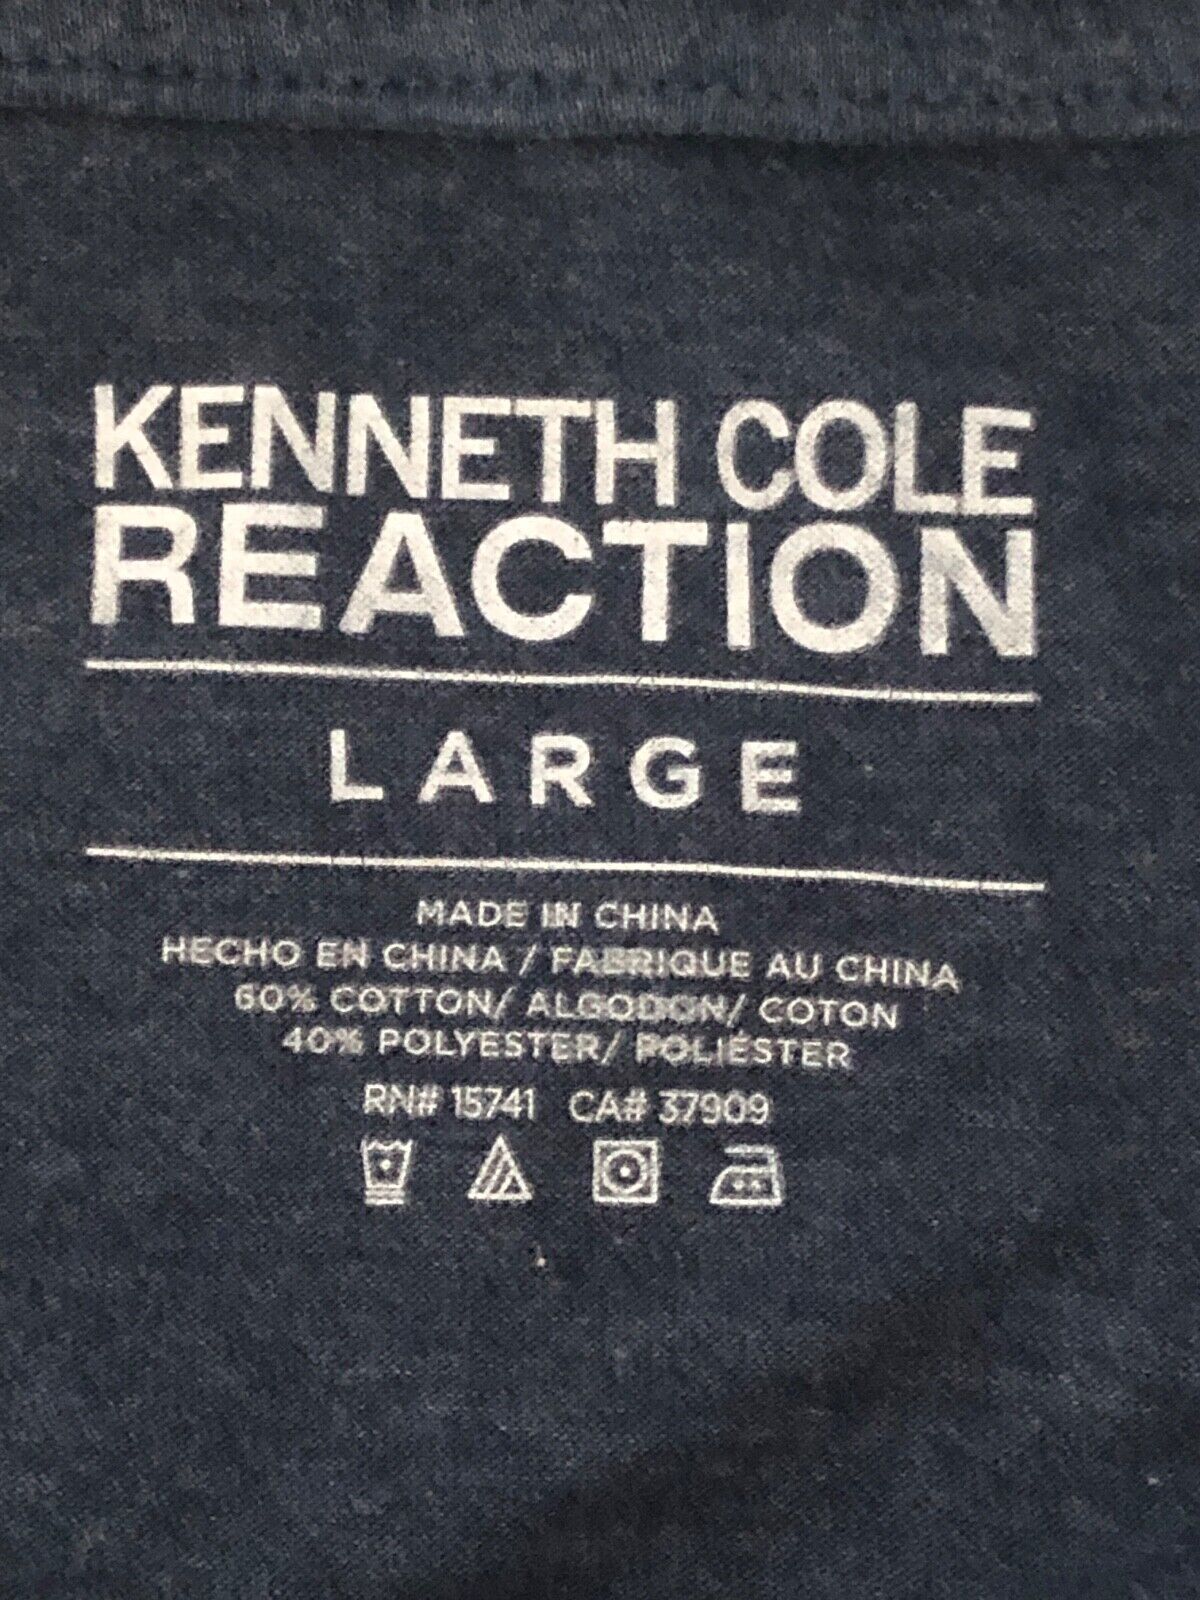 KENNETH COLE
REACTION
LARGE
MADE IN CHINA
HECHO EN CHINA / FABRIQUE AU CHINA
60% COTTON/ ALGODON/ COTON
40% POLYESTER/ POLIÉSTER
RN# 15741 CA# 37909